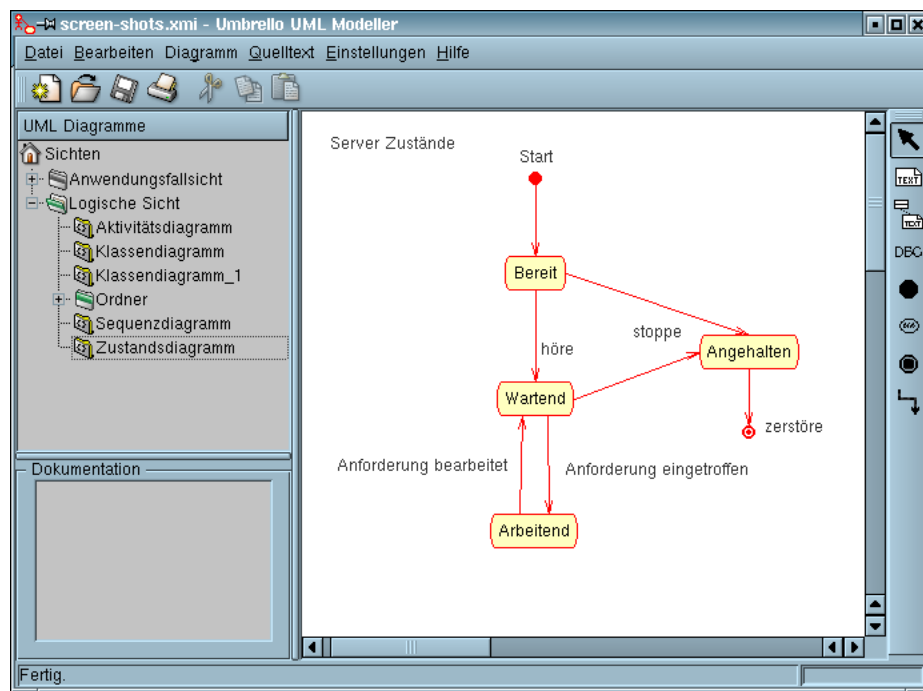 screen-shots.xmi - Umbrello UML Modeller
Datei Bearbeiten Diagramm Quelltext Einstellungen Hilfe
UML Diagramme
Sichten
Anwendungsfallsicht
Logische Sicht
Aktivitätsdiagramm
Klassendiagramm
Klassendiagramm_1
Ordner
Sequenzdiagramm
Zustandsdiagramm
Dokumentation
Server Zustände
Start
Bereit
stoppe
höre
Angehalten
Wartend
zerstöre
Anforderung bearbeitet
Anforderung eingetroffen
Arbeitend
TEXT
TEXT
DBC
Fertig.